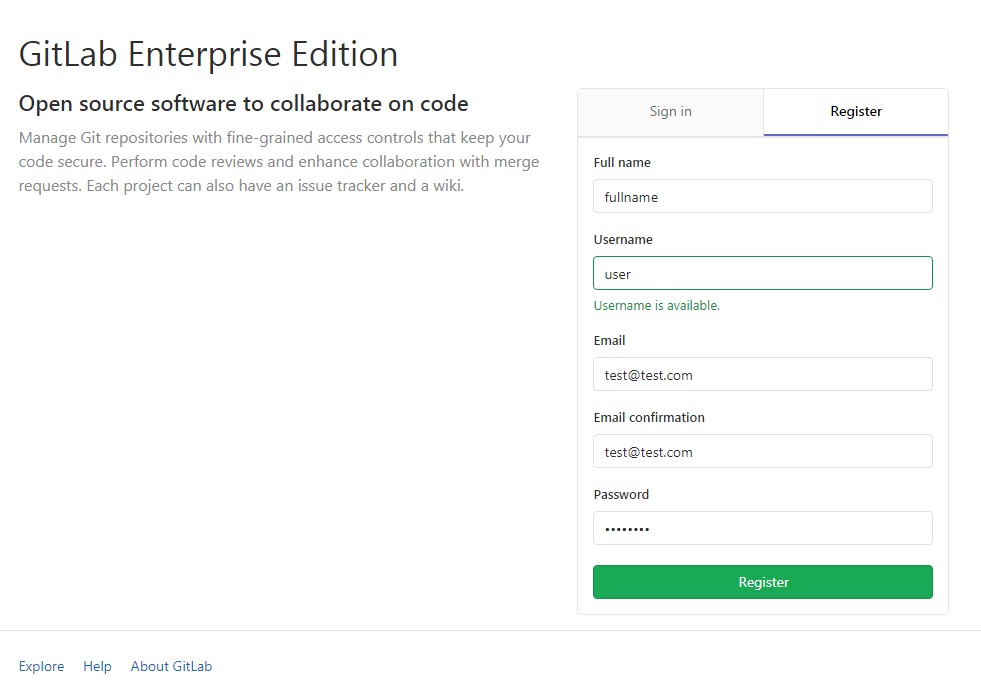 GitLab Enterprise Edition
Open source software to collaborate on code
Manage Git repositories with fine-grained access controls that keep your
code secure. Perform code reviews and enhance collaboration with merge
requests. Each project can also have an issue tracker and a wiki.
Sign in
Register
Full name
fullname
Username
user
Username is available.
Email
test@test.com
Email confirmation
test@test.com
Password
••••••••
Register
Explore Help About GitLab